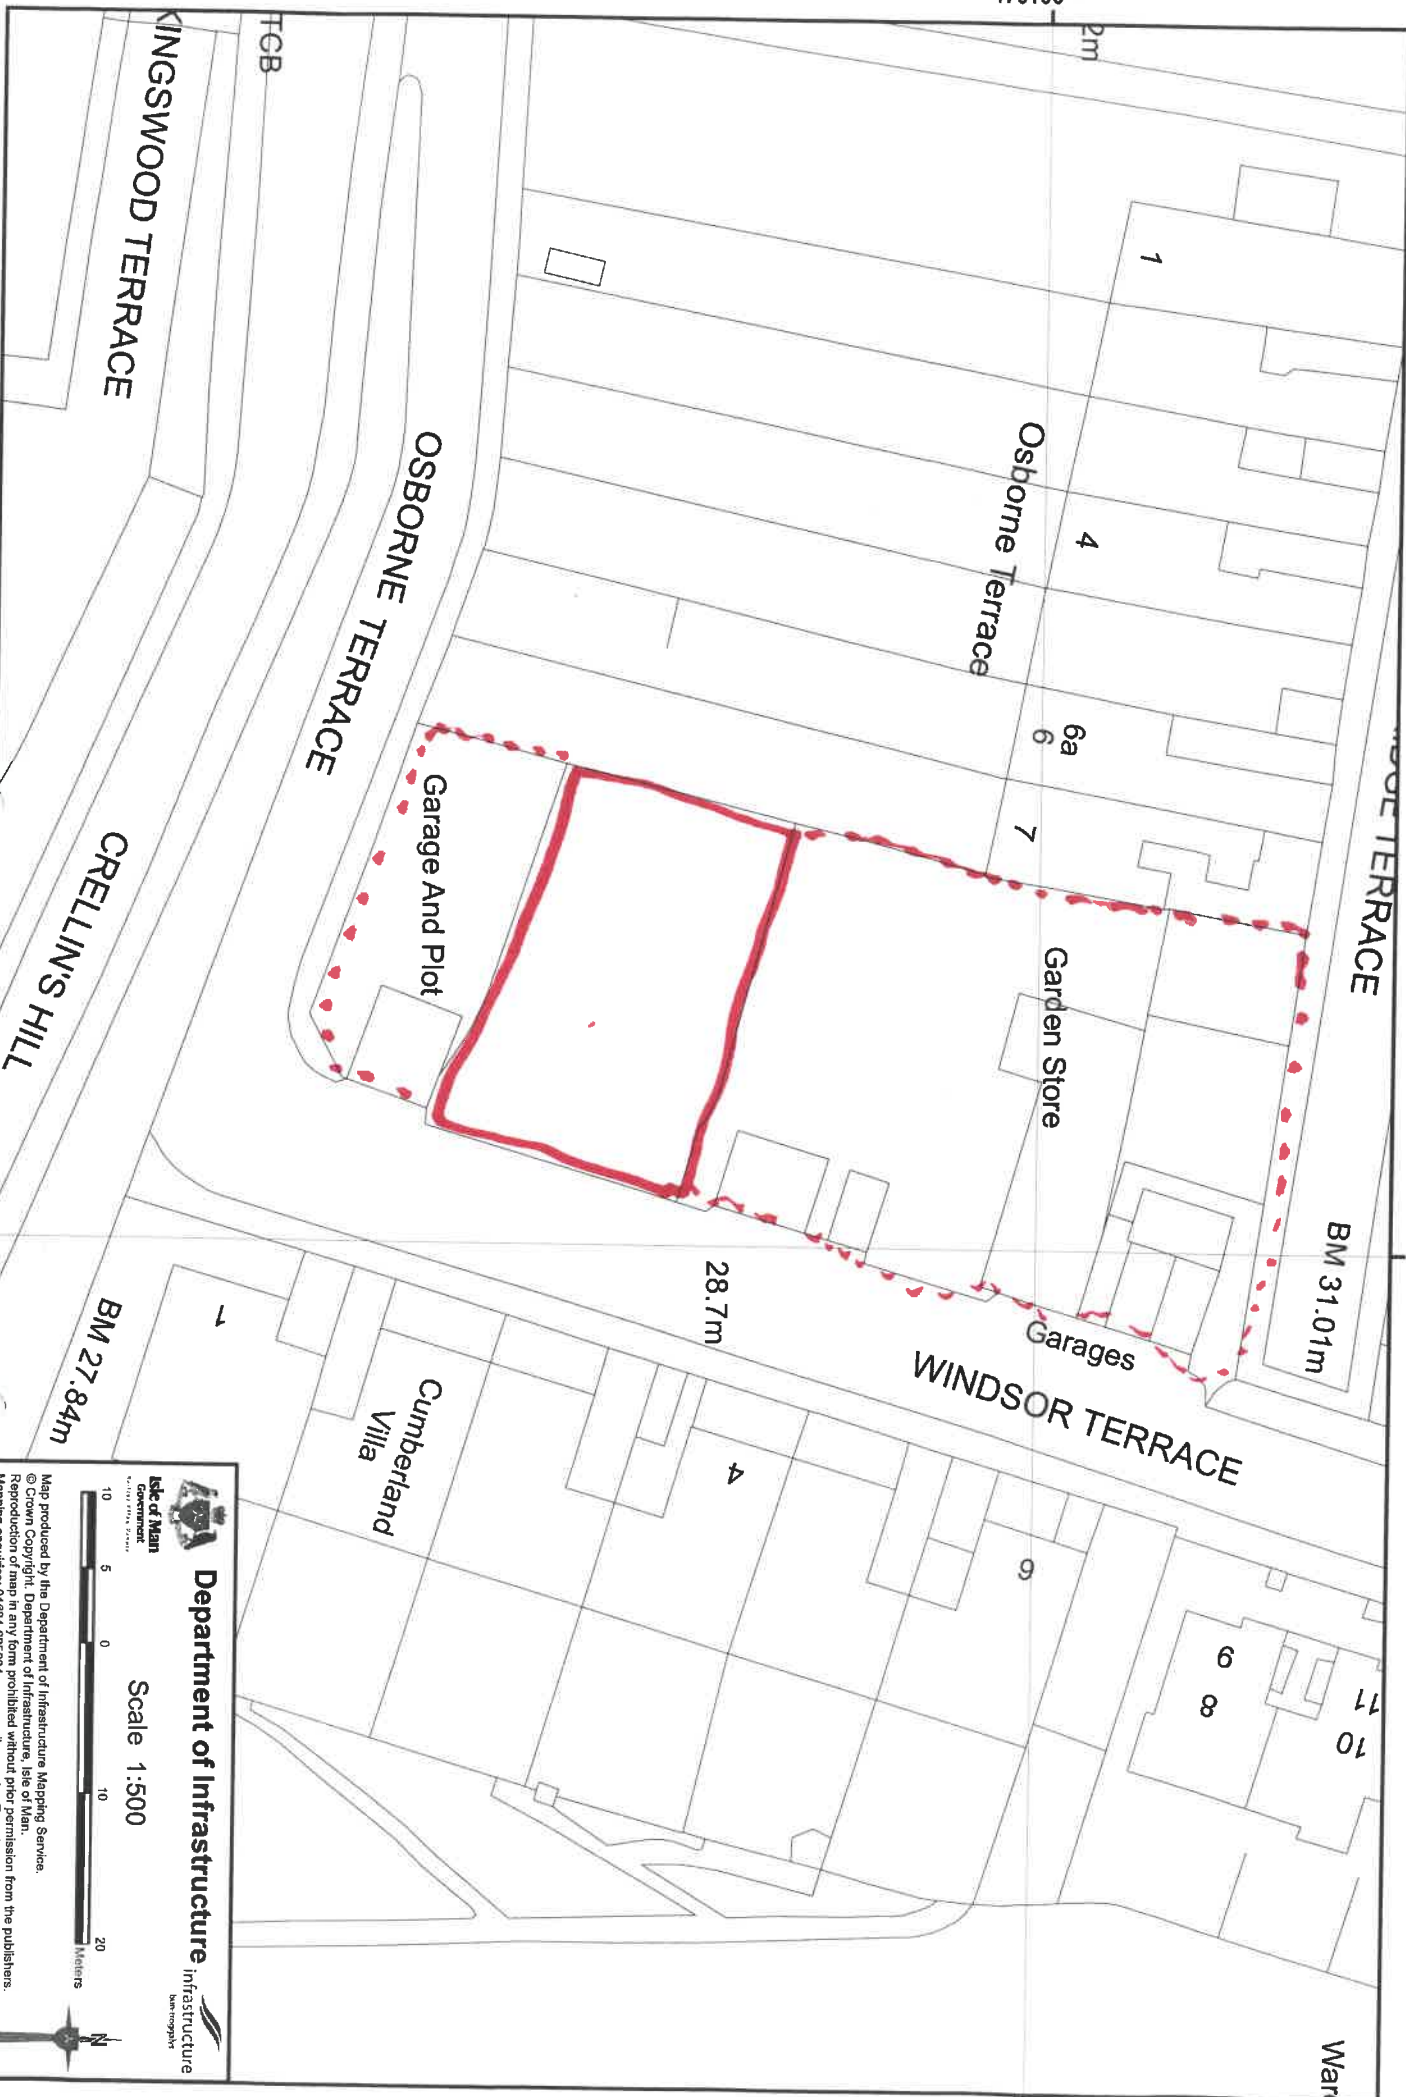 2m
TCB
KINGSWOOD TERRACE
OSBORNE TERRACE
CRELLIN'S HILL
1
Osborne Terrace
4
6a
6
7
TERRACE
Garage And Plot
Garden Store
BM 31.01m
28.7m
Garages
WINDSOR TERRACE
BM 27.84m
1
Cumberland
Villa
4
6
9
8
11
10
Isle of Man
Government
Department of Infrastructure
infrastructure
Scale 1:500
10 5 0 10 20
Meters
N
Map produced by the Department of Infrastructure Mapping Service.
© Crown Copyright. Department of Infrastructure, Isle of Man.
Reproduction of map in any form prohibited without prior permission from the publishers.